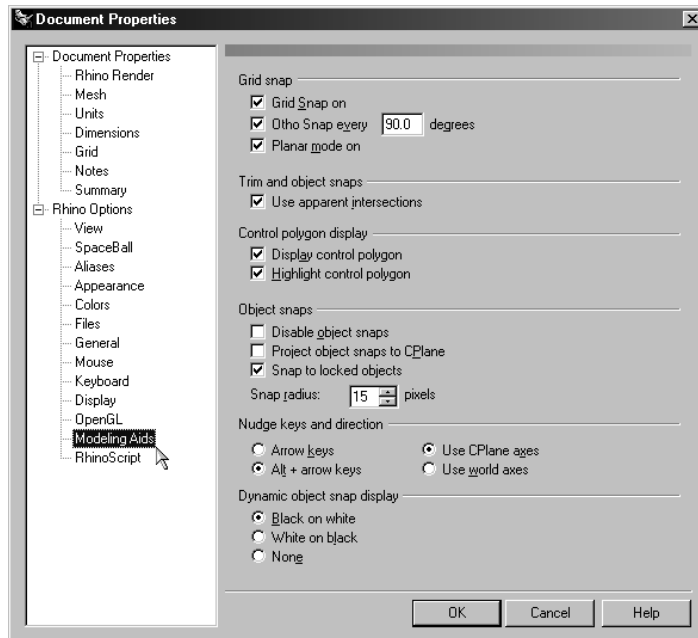 Document Properties
Document Properties
Rhino Render
Mesh
Units
Dimensions
Grid
Notes
Summary
Rhino Options
View
SpaceBall
Aliases
Appearance
Colors
Files
General
Mouse
Keyboard
Display
OpenGL
Modeling Aids
RhinoScript
Grid snap
Grid Snap on
Otho Snap every 90.0 degrees
Planar mode on
Trim and object snaps
Use apparent intersections
Control polygon display
Display control polygon
Highlight control polygon
Object snaps
Disable object snaps
Project object snaps to CPlane
Snap to locked objects
Snap radius: 15 pixels
Nudge keys and direction
Arrow keys Use CPlane axes
Alt + arrow keys Use world axes
Dynamic object snap display
Black on white
White on black
None
OK Cancel Help